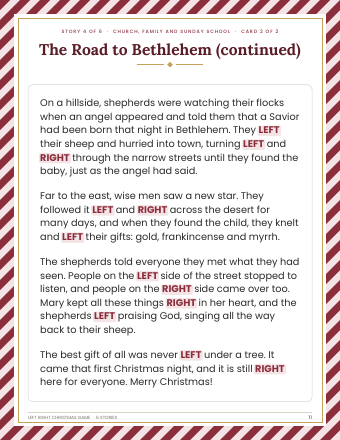 STORY 4 OF 6 • CHURCH, FAMILY AND SUNDAY SCHOOL • CARD 2 OF 2
The Road to Bethlehem (continued)
On a hillside, shepherds were watching their flocks
when an angel appeared and told them that a Savior
had been born that night in Bethlehem. They LEFT
their sheep and hurried into town, turning LEFT and
RIGHT through the narrow streets until they found the
baby, just as the angel had said.
Far to the east, wise men saw a new star. They
followed it LEFT and RIGHT across the desert for
many days, and when they found the child, they knelt
and LEFT their gifts: gold, frankincense and myrrh.
The shepherds told everyone they met what they had
seen. People on the LEFT side of the street stopped to
listen, and people on the RIGHT side came over too.
Mary kept all these things RIGHT in her heart, and the
shepherds LEFT praising God, singing all the way
back to their sheep.
The best gift of all was never LEFT under a tree. It
came that first Christmas night, and it is still RIGHT
here for everyone. Merry Christmas!
LEFT RIGHT CHRISTMAS GAME • 6 STORIES